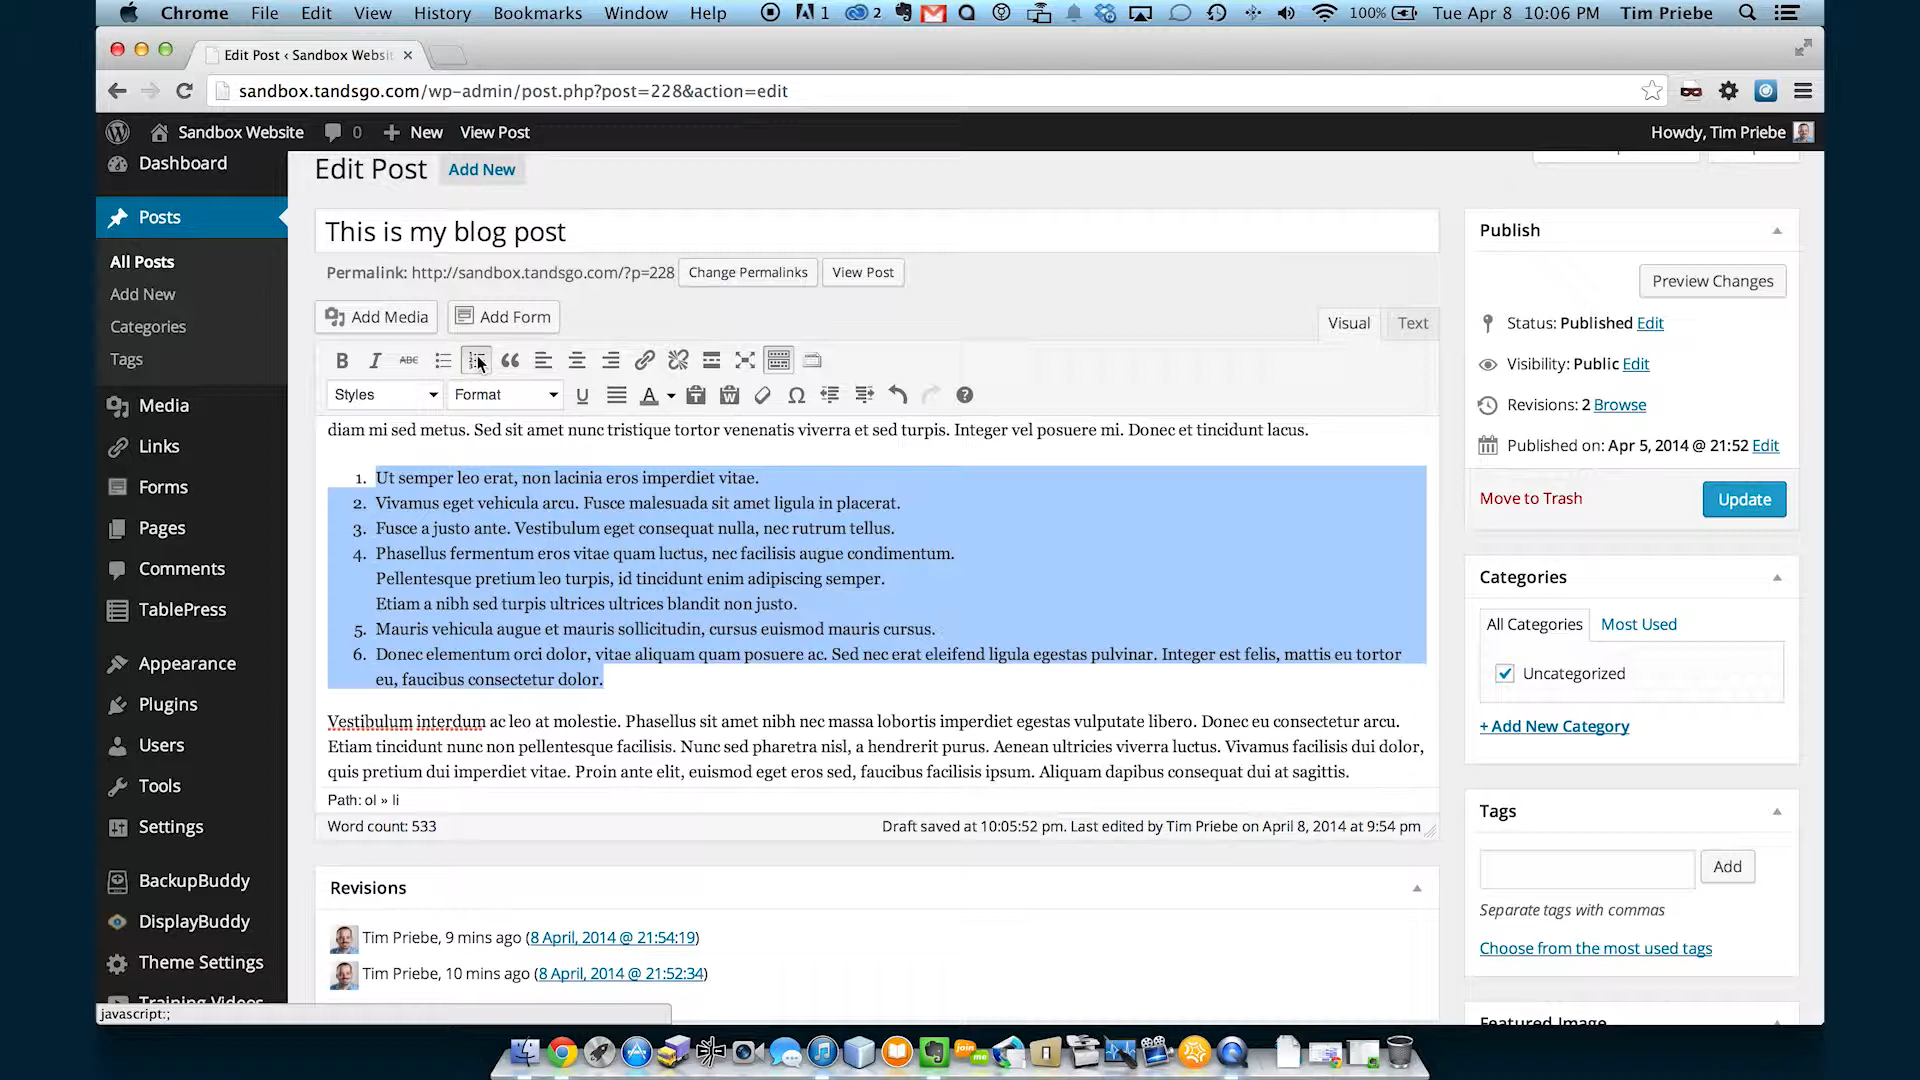 Chrome File Edit View History Bookmarks Window Help 1 2 100% Tue Apr 8 10:06 PM Tim Priebe
Edit Post ‹ Sandbox Websi
sandbox.tandsgo.com/wp-admin/post.php?post=228&action=edit
Sandbox Website 0 New View Post Howdy, Tim Priebe
Dashboard
Posts
All Posts
Add New
Categories
Tags
Media
Links
Forms
Pages
Comments
TablePress
Appearance
Plugins
Users
Tools
Settings
BackupBuddy
DisplayBuddy
Theme Settings
Training Videos
javascript:;
Edit Post Add New
This is my blog post
Permalink: http://sandbox.tandsgo.com/?p=228 Change Permalinks View Post
Add Media Add Form
Visual Text
B I ABC
Styles Format U A T W Ω ?
diam mi sed metus. Sed sit amet nunc tristique tortor venenatis viverra et sed turpis. Integer vel posuere mi. Donec et tincidunt lacus.
1. Ut semper leo erat, non lacinia eros imperdiet vitae.
2. Vivamus eget vehicula arcu. Fusce malesuada sit amet ligula in placerat.
3. Fusce a justo ante. Vestibulum eget consequat nulla, nec rutrum tellus.
4. Phasellus fermentum eros vitae quam luctus, nec facilisis augue condimentum.
Pellentesque pretium leo turpis, id tincidunt enim adipiscing semper.
Etiam a nibh sed turpis ultrices ultrices blandit non justo.
5. Mauris vehicula augue et mauris sollicitudin, cursus euismod mauris cursus.
6. Donec elementum orci dolor, vitae aliquam quam posuere ac. Sed nec erat eleifend ligula egestas pulvinar. Integer est felis, mattis eu tortor
eu, faucibus consectetur dolor.
Vestibulum interdum ac leo at molestie. Phasellus sit amet nibh nec massa lobortis imperdiet egestas vulputate libero. Donec eu consectetur arcu.
Etiam tincidunt nunc non pellentesque facilisis. Nunc sed pharetra nisl, a hendrerit purus. Aenean ultricies viverra luctus. Vivamus facilisis dui dolor,
quis pretium dui imperdiet vitae. Proin ante elit, euismod eget eros sed, faucibus facilisis ipsum. Aliquam dapibus consequat dui at sagittis.
Path: ol » li
Word count: 533 Draft saved at 10:05:52 pm. Last edited by Tim Priebe on April 8, 2014 at 9:54 pm
Revisions
Tim Priebe, 9 mins ago (8 April, 2014 @ 21:54:19)
Tim Priebe, 10 mins ago (8 April, 2014 @ 21:52:34)
Publish
Preview Changes
Status: Published Edit
Visibility: Public Edit
Revisions: 2 Browse
Published on: Apr 5, 2014 @ 21:52 Edit
Move to Trash Update
Categories
All Categories Most Used
Uncategorized
+ Add New Category
Tags
Add
Separate tags with commas
Choose from the most used tags
Featured Image
join me